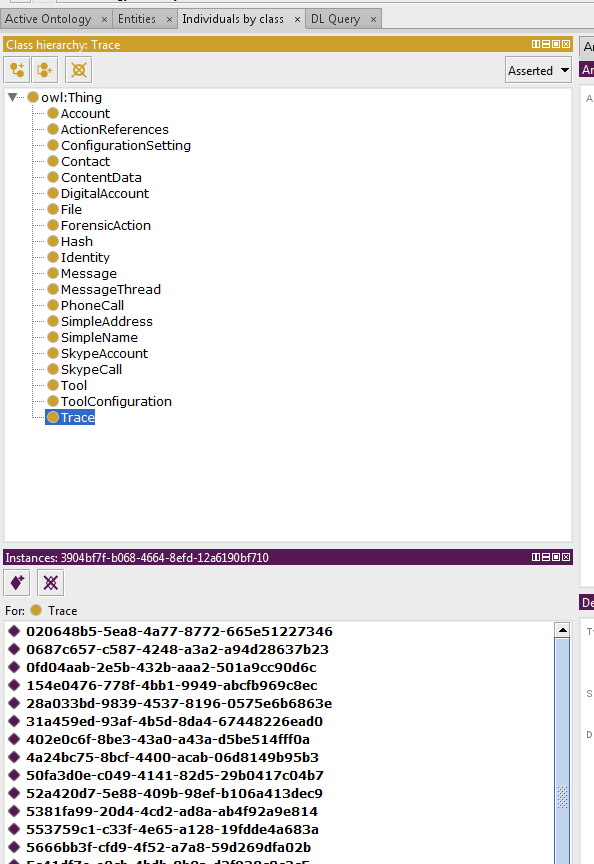 Active Ontology × Entities × Individuals by class × DL Query ×
Class hierarchy: Trace
Asserted
owl:Thing
Account
ActionReferences
ConfigurationSetting
Contact
ContentData
DigitalAccount
File
ForensicAction
Hash
Identity
Message
MessageThread
PhoneCall
SimpleAddress
SimpleName
SkypeAccount
SkypeCall
Tool
ToolConfiguration
Trace
Instances: 3904bf7f-b068-4664-8efd-12a6190bf710
For: Trace
020648b5-5ea8-4a77-8772-665e51227346
0687c657-c587-4248-a3a2-a94d28637b23
0fd04aab-2e5b-432b-aaa2-501a9cc90d6c
154e0476-778f-4bb1-9949-abcfb969c8ec
28a033bd-9839-4537-8196-0575e6b6863e
31a459ed-93af-4b5d-8da4-67448226ead0
402e0c6f-8be3-43a0-a43a-d5be514fff0a
4a24bc75-8bcf-4400-acab-06d8149b95b3
50fa3d0e-c049-4141-82d5-29b0417c04b7
52a420d7-5e88-409b-98ef-b106a413dec9
5381fa99-20d4-4cd2-ad8a-ab4f92a9e814
553759c1-c33f-4e65-a128-19fdde4a683a
5666bb3f-cfd9-4f52-a7a8-59d269dfa02b